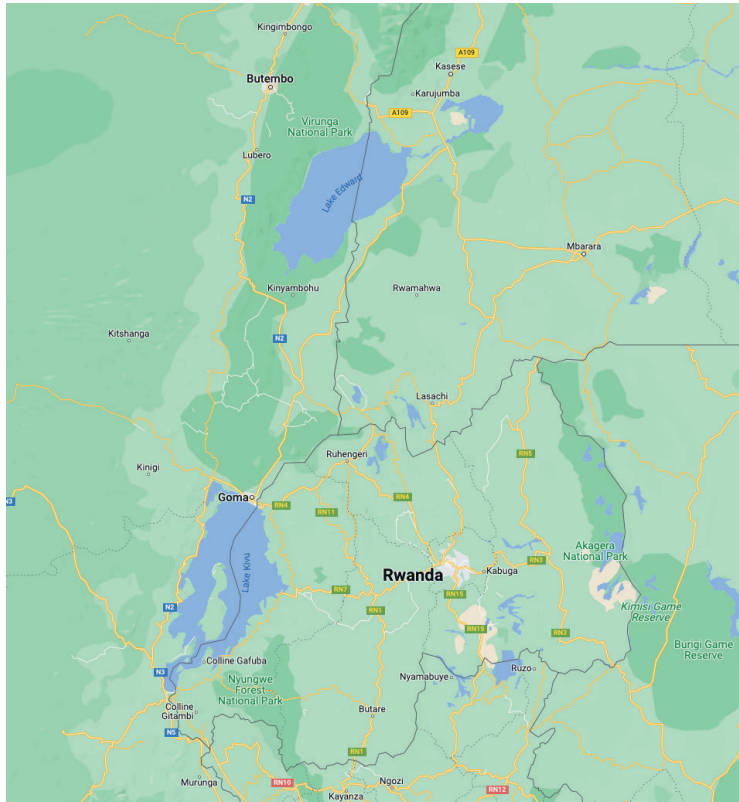 Kingimbongo
A109
Kasese
Butembo
Karujumba
A109
Virunga
National Park
Lubero
Lake Edward
N2
Mbarara
Kinyambohu
Rwamahwa
Kitshanga
N2
Lasachi
Ruhengeri
RN5
Kinigi
Goma
RN4
RN4
N3
RN11
Akagera
National Park
Lake Kivu
Rwanda
Kabuga
RN3
RN7
RN15
N2
RN1
Kimisi Game
Reserve
RN15
RN3
Burigi Game
Reserve
Colline Gafuba
N3
Ruzo
Nyungwe
Forest
National Park
Nyamabuye
Colline
Gitambi
Butare
N5
RN1
Murunga
RN10
Ngozi
RN12
Kayanza